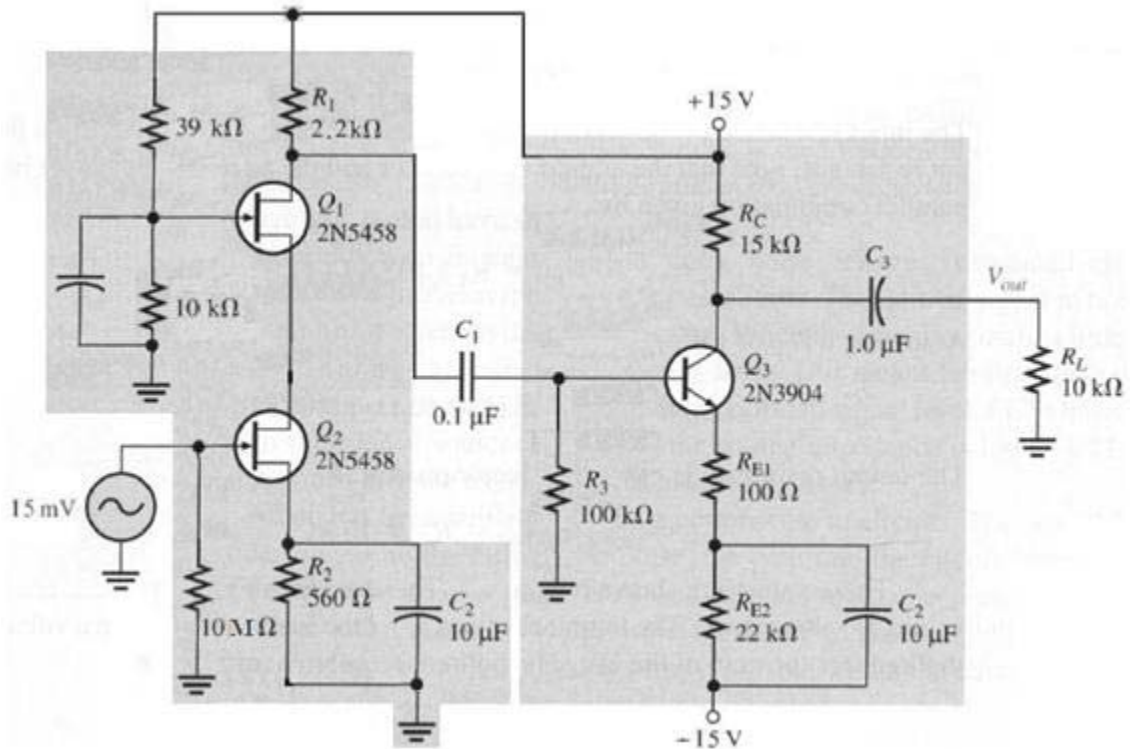 R1
2.2kΩ
+15 V
39 kΩ
Q1
2N5458
RC
15 kΩ
C3
Vout
1.0 μF
10 kΩ
C1
0.1 μF
Q3
2N3904
RL
10 kΩ
Q2
2N5458
RE1
100 Ω
15 mV
R3
100 kΩ
R2
560 Ω
C2
10 μF
RE2
22 kΩ
C2
10 μF
10 M Ω
−15 V